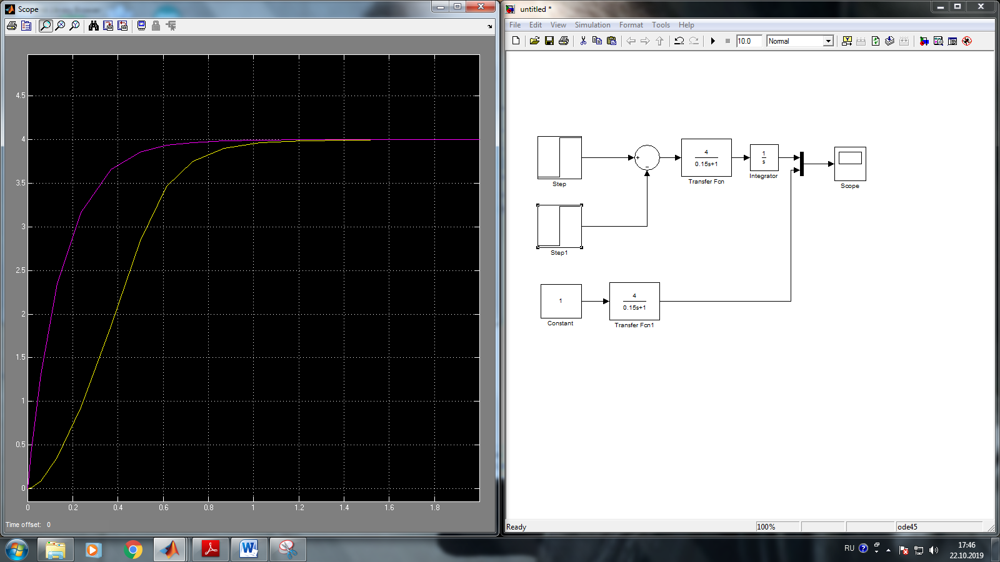 Scope
4.5
4
3.5
3
2.5
2
1.5
1
0.5
0
0 0.2 0.4 0.6 0.8 1 1.2 1.4 1.6 1.8
Time offset: 0
untitled *
File Edit View Simulation Format Tools Help
10.0 Normal
Step
4
0.15s+1
Transfer Fcn
1
s
Integrator
Scope
Step1
1
Constant
4
0.15s+1
Transfer Fcn1
Ready 100% ode45
RU 17:46
22.10.2019